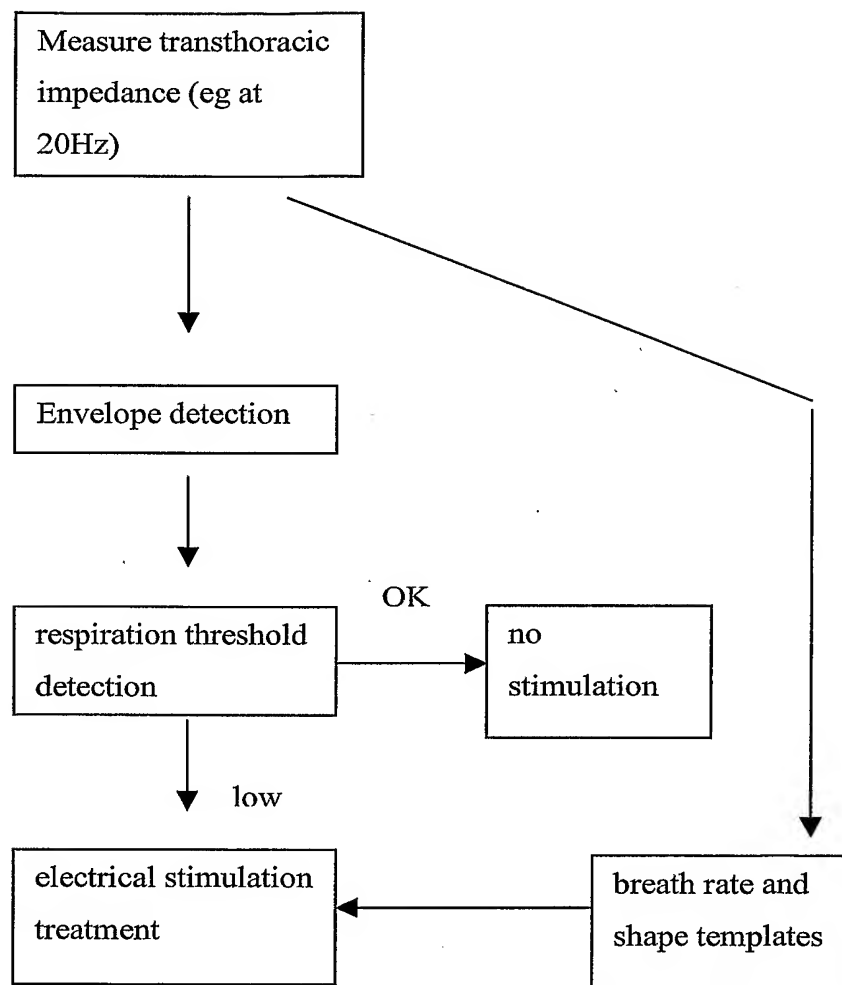 Measure transthoracic
impedance (eg at
20Hz)
Envelope detection
OK
respiration threshold
detection
no
stimulation
low
electrical stimulation
treatment
breath rate and
shape templates